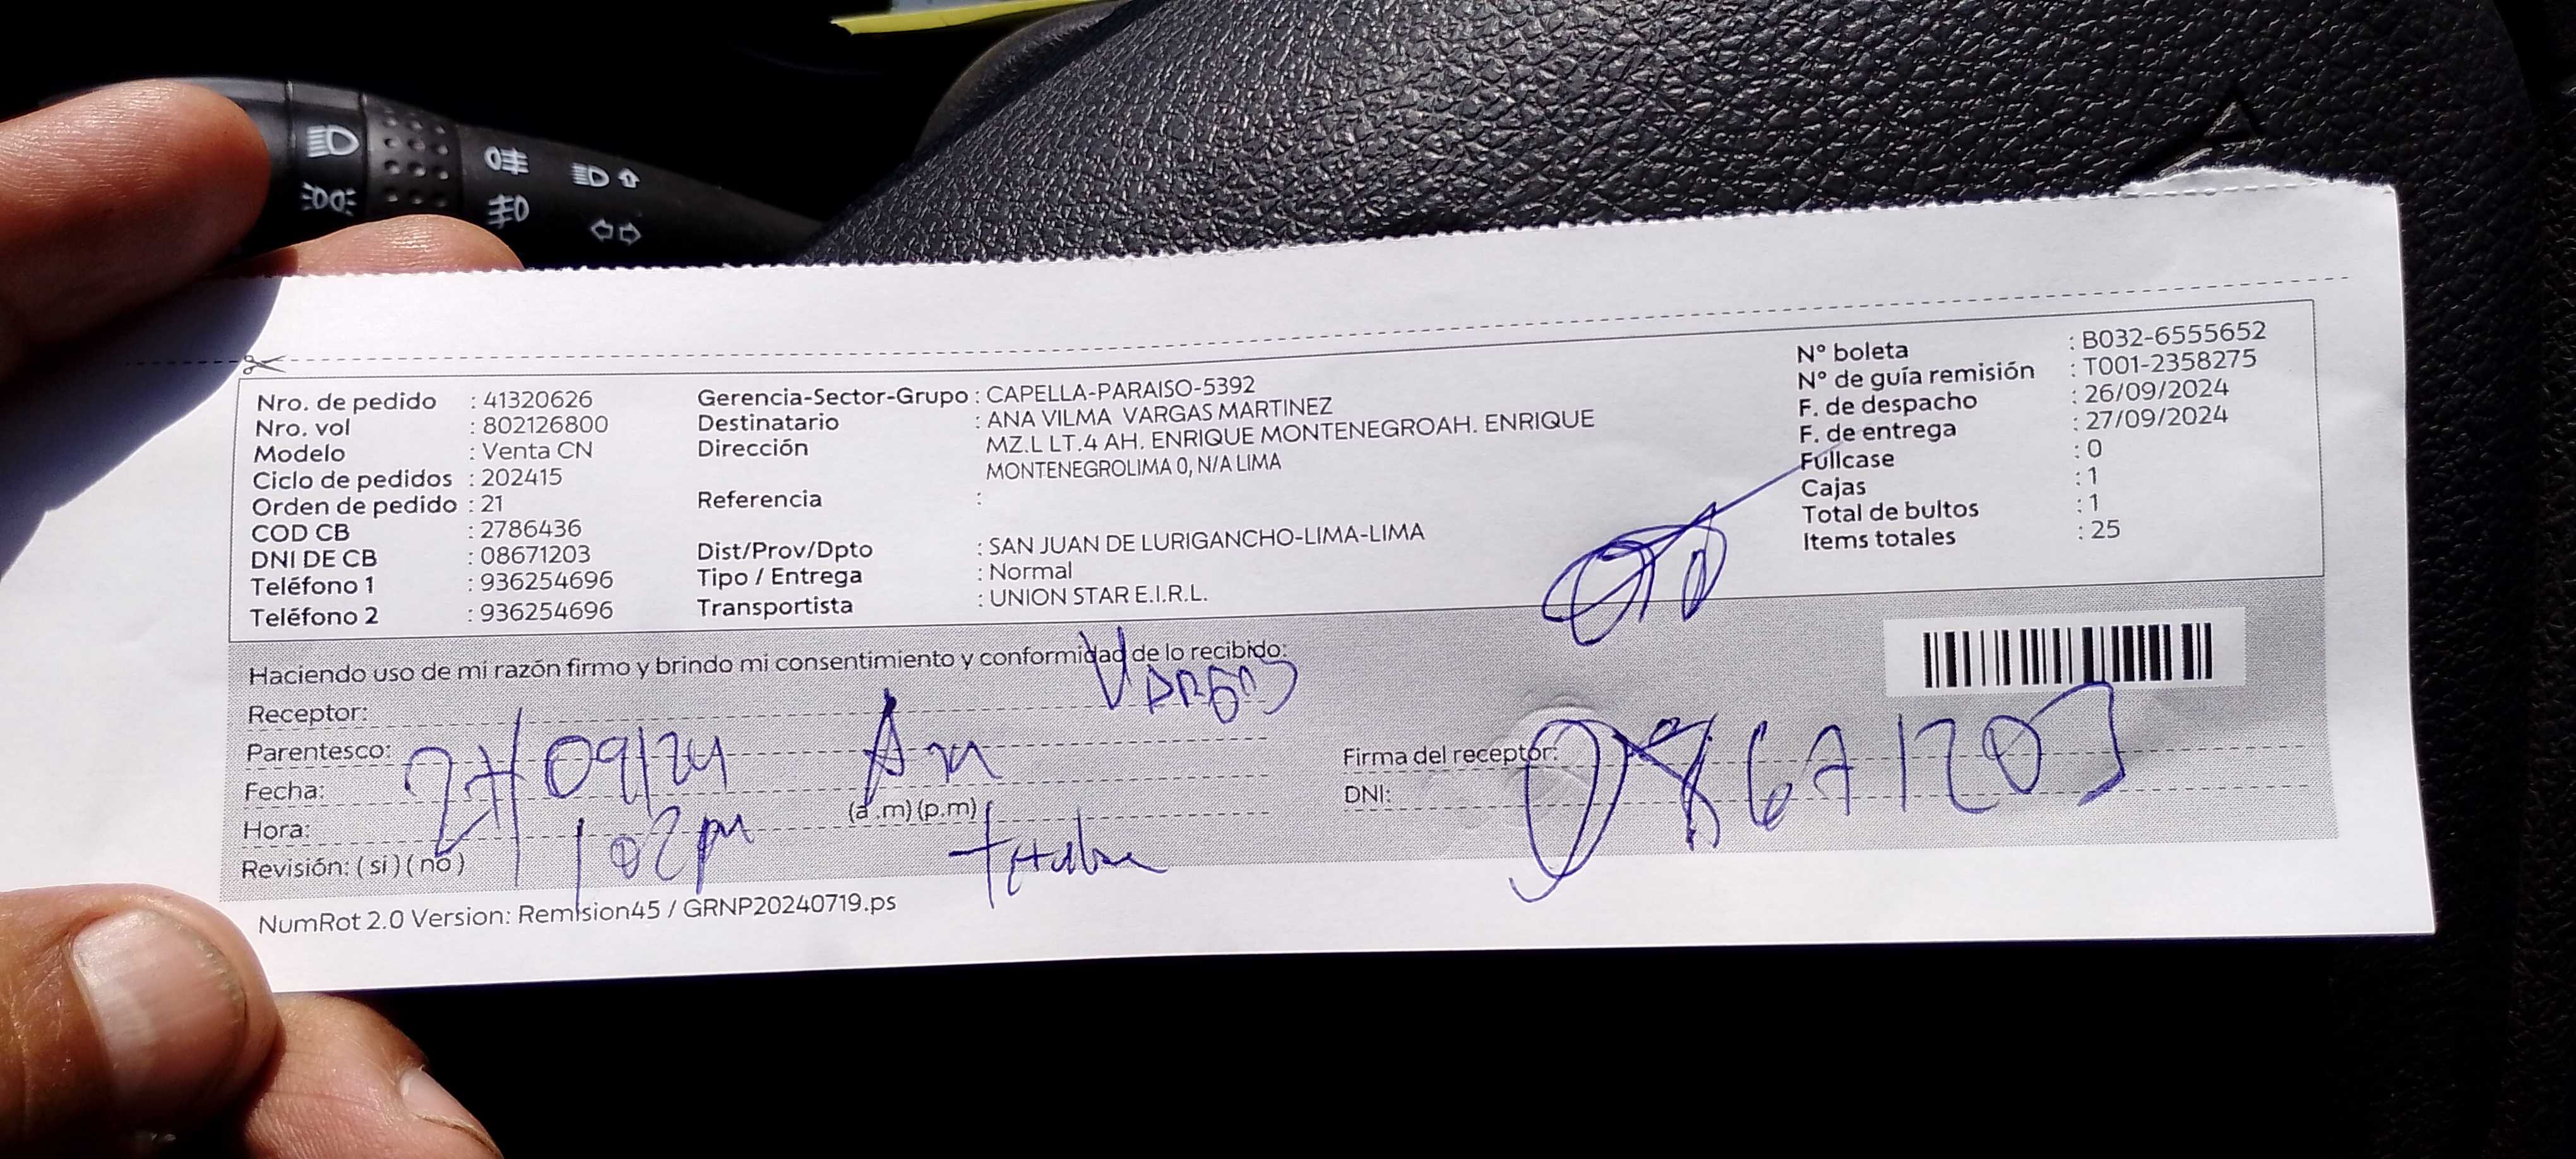 Nro. de pedido : 41320626
Nro. vol : 802126800
Modelo : Venta CN
Ciclo de pedidos : 202415
Orden de pedido : 21
COD CB : 2786436
DNI DE CB : 08671203
Teléfono 1 : 936254696
Teléfono 2 : 936254696
Gerencia-Sector-Grupo : CAPELLA-PARAISO-5392
Destinatario : ANA VILMA VARGAS MARTINEZ
Dirección MZ.L LT.4 AH. ENRIQUE MONTENEGROAH. ENRIQUE
MONTENEGROLIMA 0, N/A LIMA
Referencia :
Dist/Prov/Dpto : SAN JUAN DE LURIGANCHO-LIMA-LIMA
Tipo / Entrega : Normal
Transportista : UNION STAR E.I.R.L.
N° boleta : B032-6555652
N° de guía remisión : T001-2358275
F. de despacho : 26/09/2024
F. de entrega : 27/09/2024
Fullcase : 0
Cajas : 1
Total de bultos : 1
Items totales : 25
Haciendo uso de mi razón firmo y brindo mi consentimiento y conformidad de lo recibido:
Receptor: VARGAS
Parentesco:
Fecha: 27/09/24
Hora: 102pm (a.m) (p.m)
Revisión: ( si ) ( no )
Firma del receptor:
DNI: 08671203
NumRot 2.0 Version: Remision45 / GRNP20240719.ps